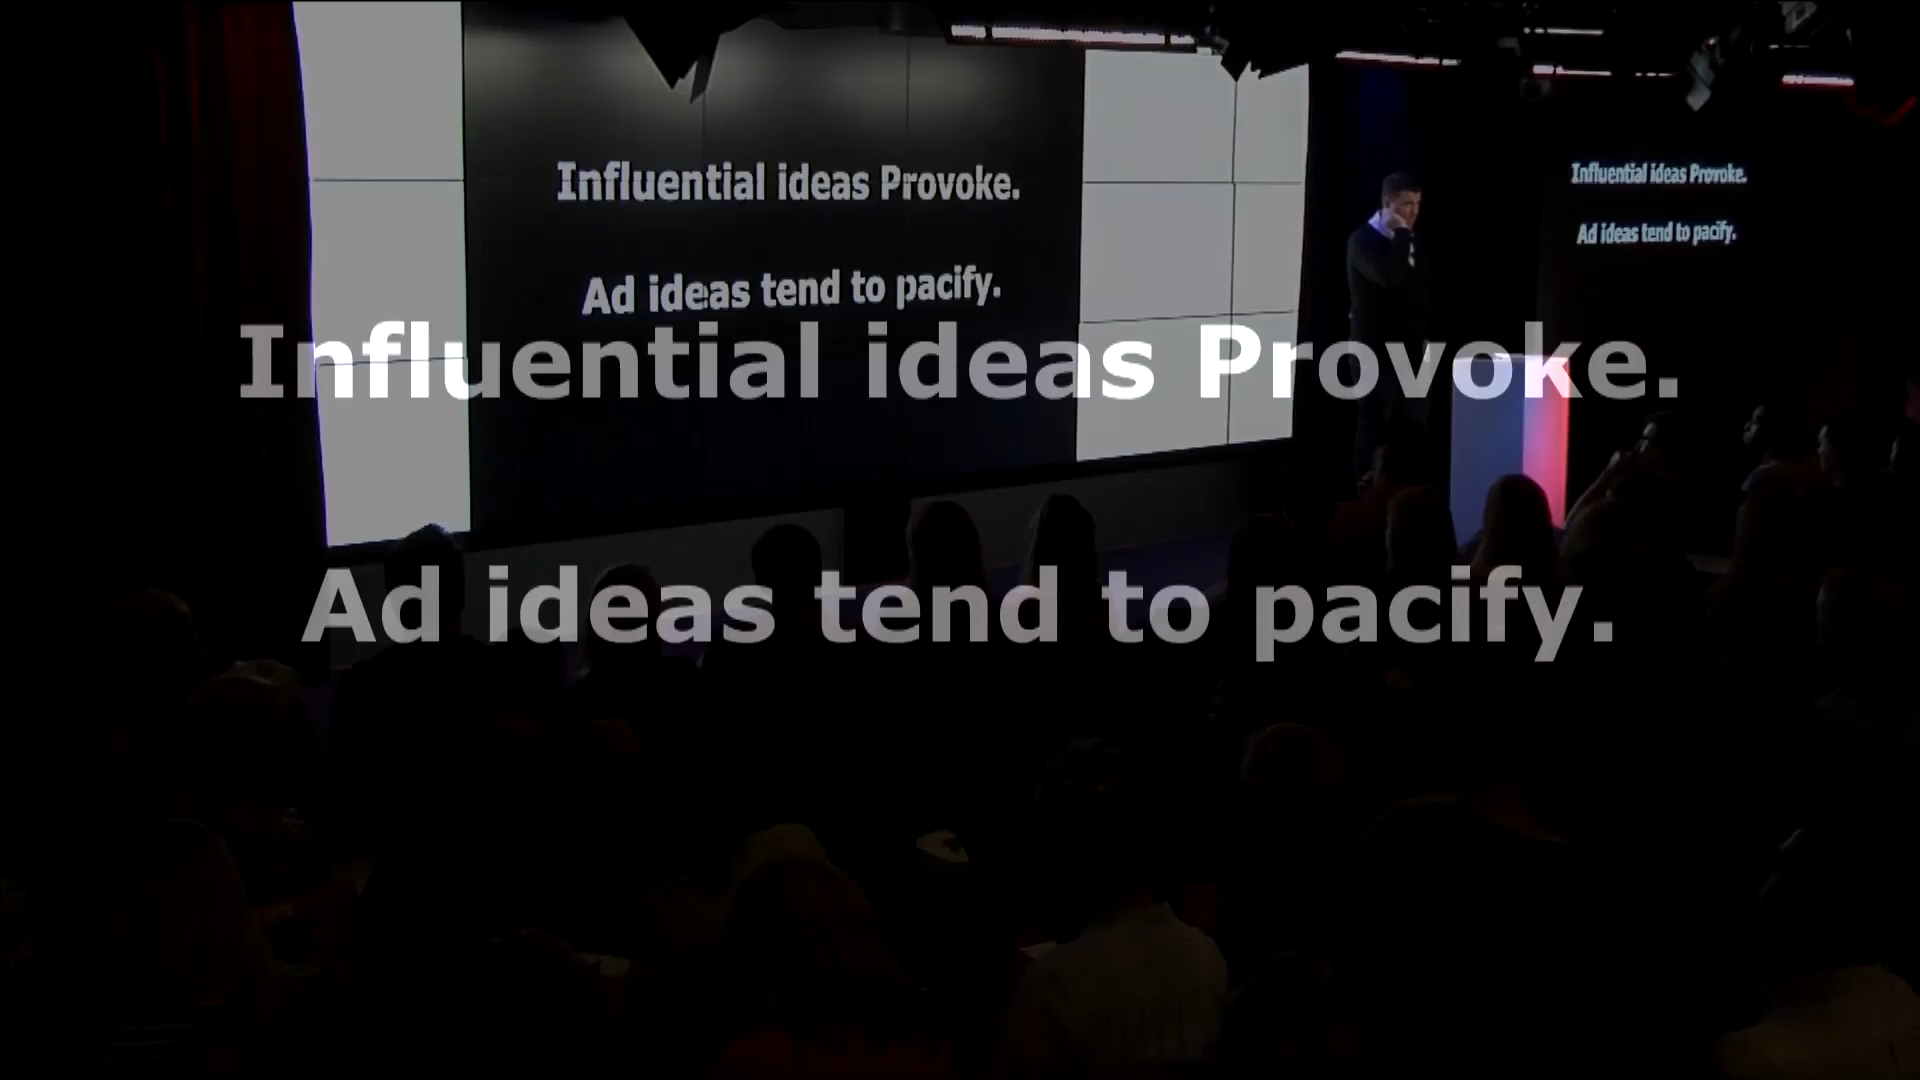 Influential ideas Provoke.
Ad ideas tend to pacify.
Influential ideas Provoke.
Ad ideas tend to pacify.
Influential ideas Provoke.
Ad ideas tend to pacify.